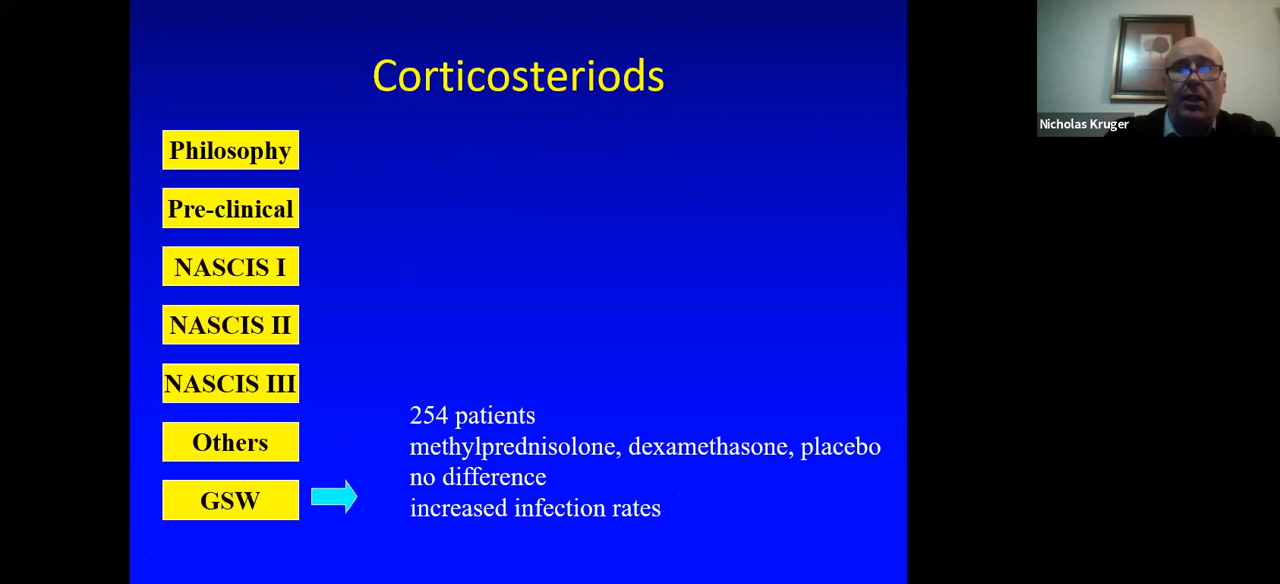 Corticosteriods
Nicholas Kruger
Philosophy
Pre-clinical
NASCIS I
NASCIS II
NASCIS III
Others
GSW
254 patients
methylprednisolone, dexamethasone, placebo
no difference
increased infection rates